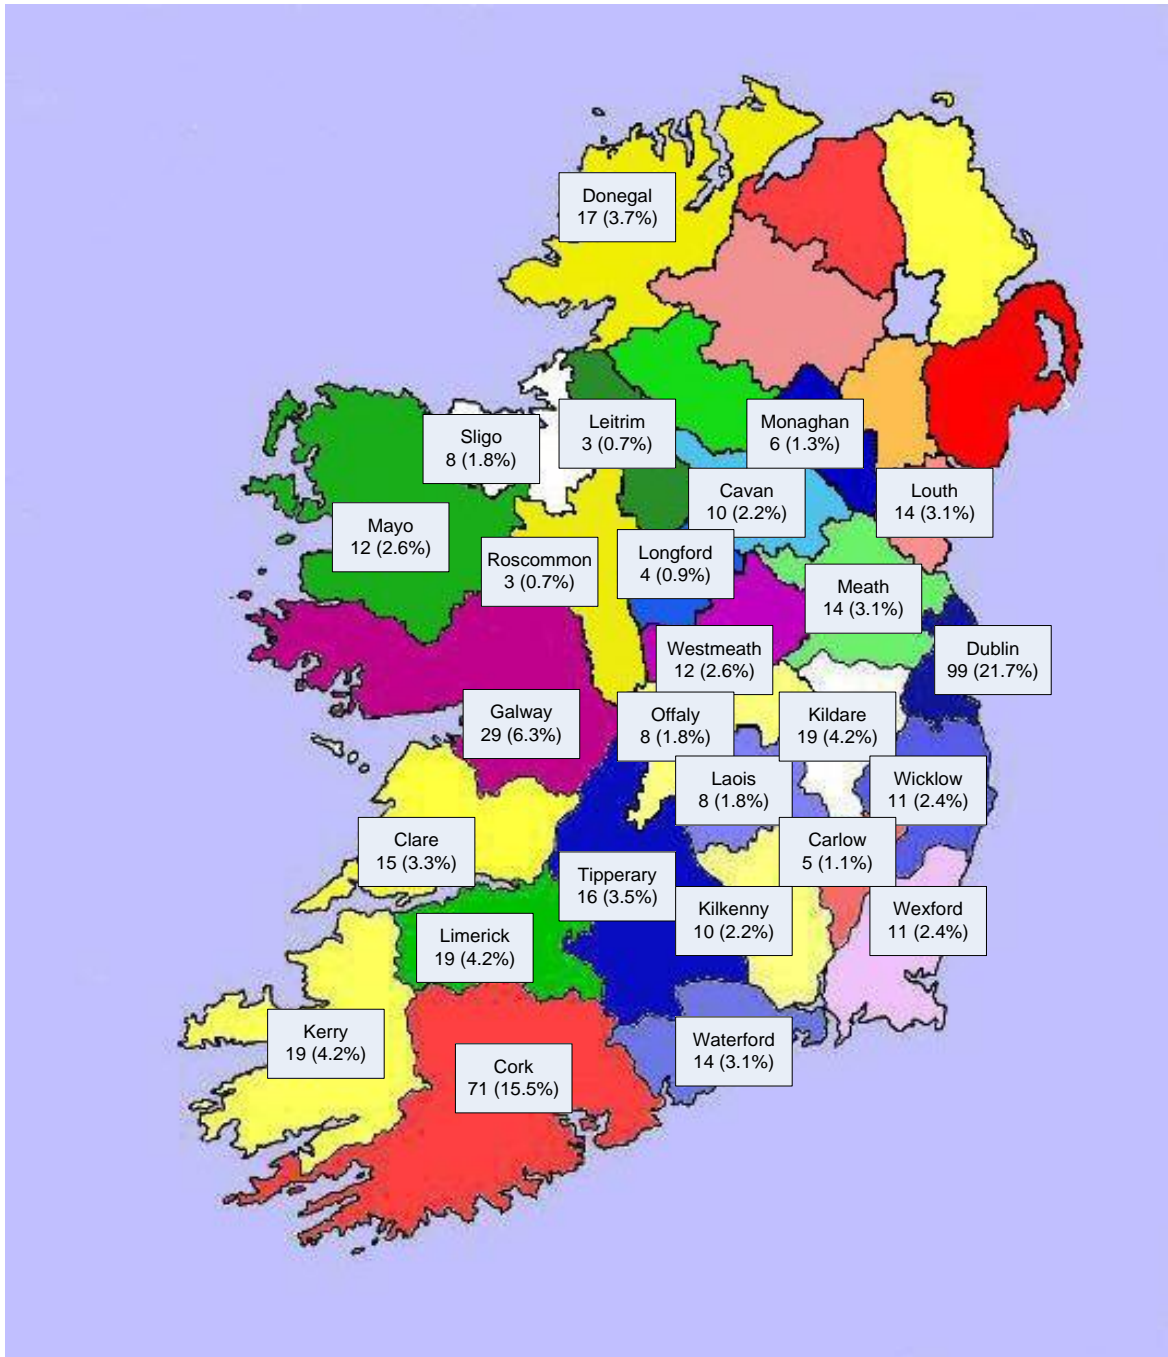 Donegal
17 (3.7%)
Leitrim
3 (0.7%)
Monaghan
6 (1.3%)
Sligo
8 (1.8%)
Cavan
10 (2.2%)
Louth
14 (3.1%)
Mayo
12 (2.6%)
Roscommon
3 (0.7%)
Longford
4 (0.9%)
Meath
14 (3.1%)
Westmeath
12 (2.6%)
Dublin
99 (21.7%)
Galway
29 (6.3%)
Offaly
8 (1.8%)
Kildare
19 (4.2%)
Laois
8 (1.8%)
Wicklow
11 (2.4%)
Clare
15 (3.3%)
Carlow
5 (1.1%)
Tipperary
16 (3.5%)
Kilkenny
10 (2.2%)
Wexford
11 (2.4%)
Limerick
19 (4.2%)
Kerry
19 (4.2%)
Waterford
14 (3.1%)
Cork
71 (15.5%)